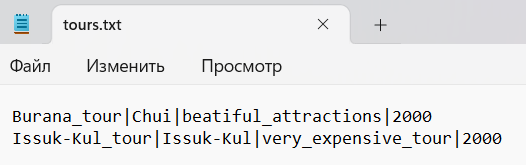 tours.txt
Файл Изменить Просмотр
Burana_tour|Chui|beatiful_attractions|2000
Issuk-Kul_tour|Issuk-Kul|very_expensive_tour|2000